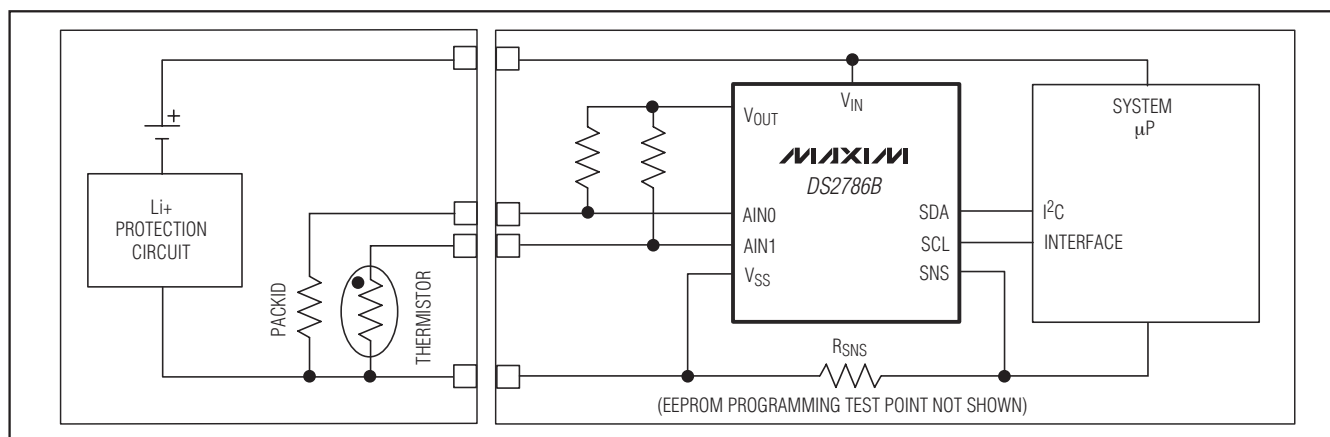 +
Li+
PROTECTION
CIRCUIT
PACKID
THERMISTOR
VOUT
VIN
MAXIM
DS2786B
AIN0
AIN1
VSS
SDA
SCL
SNS
SYSTEM
μP
I²C
INTERFACE
RSNS
(EEPROM PROGRAMMING TEST POINT NOT SHOWN)